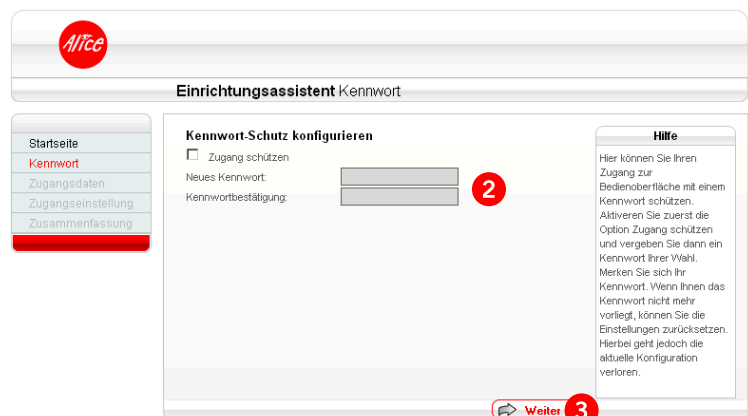 Alice
Einrichtungsassistent Kennwort
Startseite
Kennwort
Zugangsdaten
Zugangseinstellung
Zusammenfassung
Kennwort-Schutz konfigurieren
Zugang schützen
Neues Kennwort:
Kennwortbestätigung:
2
Hilfe
Hier können Sie Ihren
Zugang zur
Bedienoberfläche mit einem
Kennwort schützen.
Aktiveren Sie zuerst die
Option Zugang schützen
und vergeben Sie dann ein
Kennwort Ihrer Wahl.
Merken Sie sich Ihr
Kennwort. Wenn Ihnen das
Kennwort nicht mehr
vorliegt, können Sie die
Einstellungen zurücksetzen.
Hierbei geht jedoch die
aktuelle Konfiguration
verloren.
Weiter 3